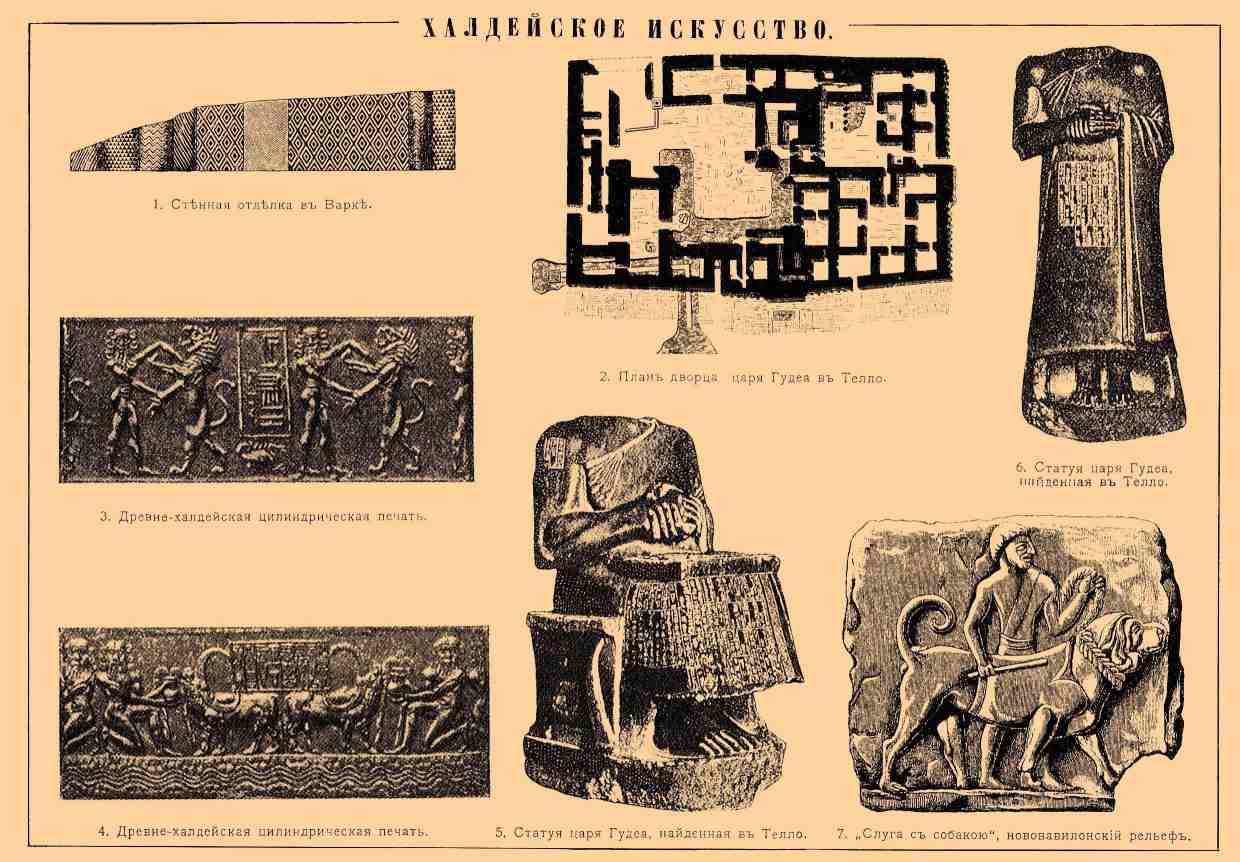 ХАЛДЕЙСКОЕ ИСКУССТВО.
1. Стѣнная отдѣлка въ Варкѣ.
2. Планъ дворца царя Гудеа въ Телло.
6. Статуя царя Гудеа,
найденная въ Телло.
3. Древне-халдейская цилиндрическая печать.
4. Древне-халдейская цилиндрическая печать.
5. Статуя царя Гудеа, найденная въ Телло.
7. „Слуга съ собакою“, нововавилонскій рельефъ.